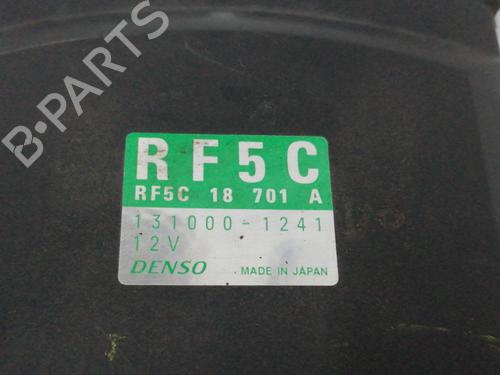 B-PARTS
RF5C
RF5C 18 701 A
131000-1241
12V
DENSO MADE IN JAPAN